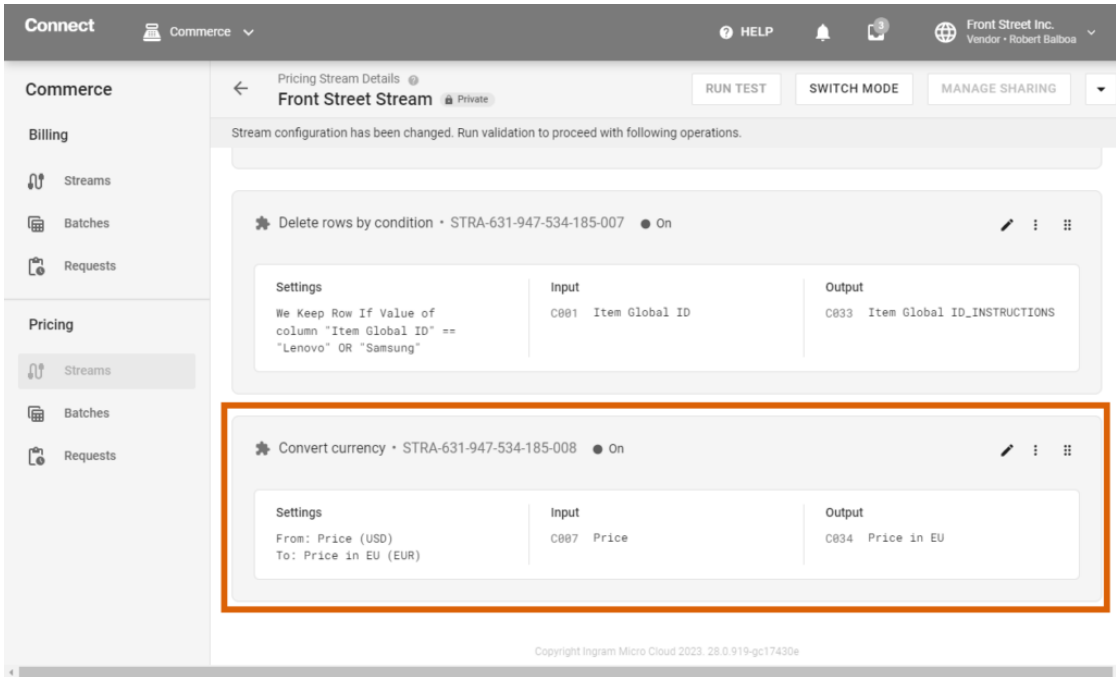 Connect
Commerce
HELP
3
Front Street Inc.
Vendor • Robert Balboa
Commerce
Billing
Streams
Batches
Requests
Pricing
Streams
Batches
Requests
Pricing Stream Details
Front Street Stream Private
RUN TEST
SWITCH MODE
MANAGE SHARING
Stream configuration has been changed. Run validation to proceed with following operations.
Delete rows by condition • STRA-631-947-534-185-007 On
Settings
We Keep Row If Value of
column "Item Global ID" ==
"Lenovo" OR "Samsung"
Input
C001 Item Global ID
Output
C033 Item Global ID_INSTRUCTIONS
Convert currency • STRA-631-947-534-185-008 On
Settings
From: Price (USD)
To: Price in EU (EUR)
Input
C007 Price
Output
C034 Price in EU
Copyright Ingram Micro Cloud 2023. 28.0.919-gc17430e